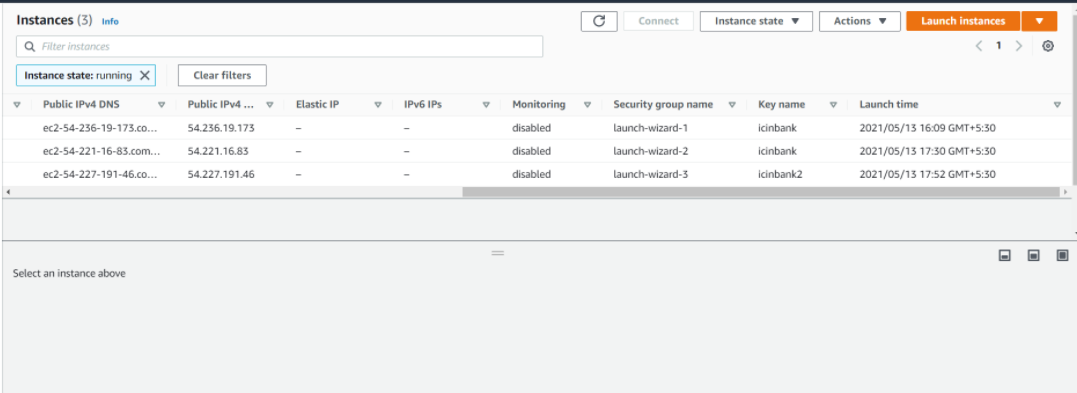 Instances (3) Info Connect Instance state Actions Launch instances
Filter instances 1
Instance state: running Clear filters
Public IPv4 DNS Public IPv4 ... Elastic IP IPv6 IPs Monitoring Security group name Key name Launch time
ec2-54-236-19-173.co... 54.236.19.173 – – disabled launch-wizard-1 icinbank 2021/05/13 16:09 GMT+5:30
ec2-54-221-16-83.com... 54.221.16.83 – – disabled launch-wizard-2 icinbank 2021/05/13 17:30 GMT+5:30
ec2-54-227-191-46.co... 54.227.191.46 – – disabled launch-wizard-3 icinbank2 2021/05/13 17:52 GMT+5:30
Select an instance above